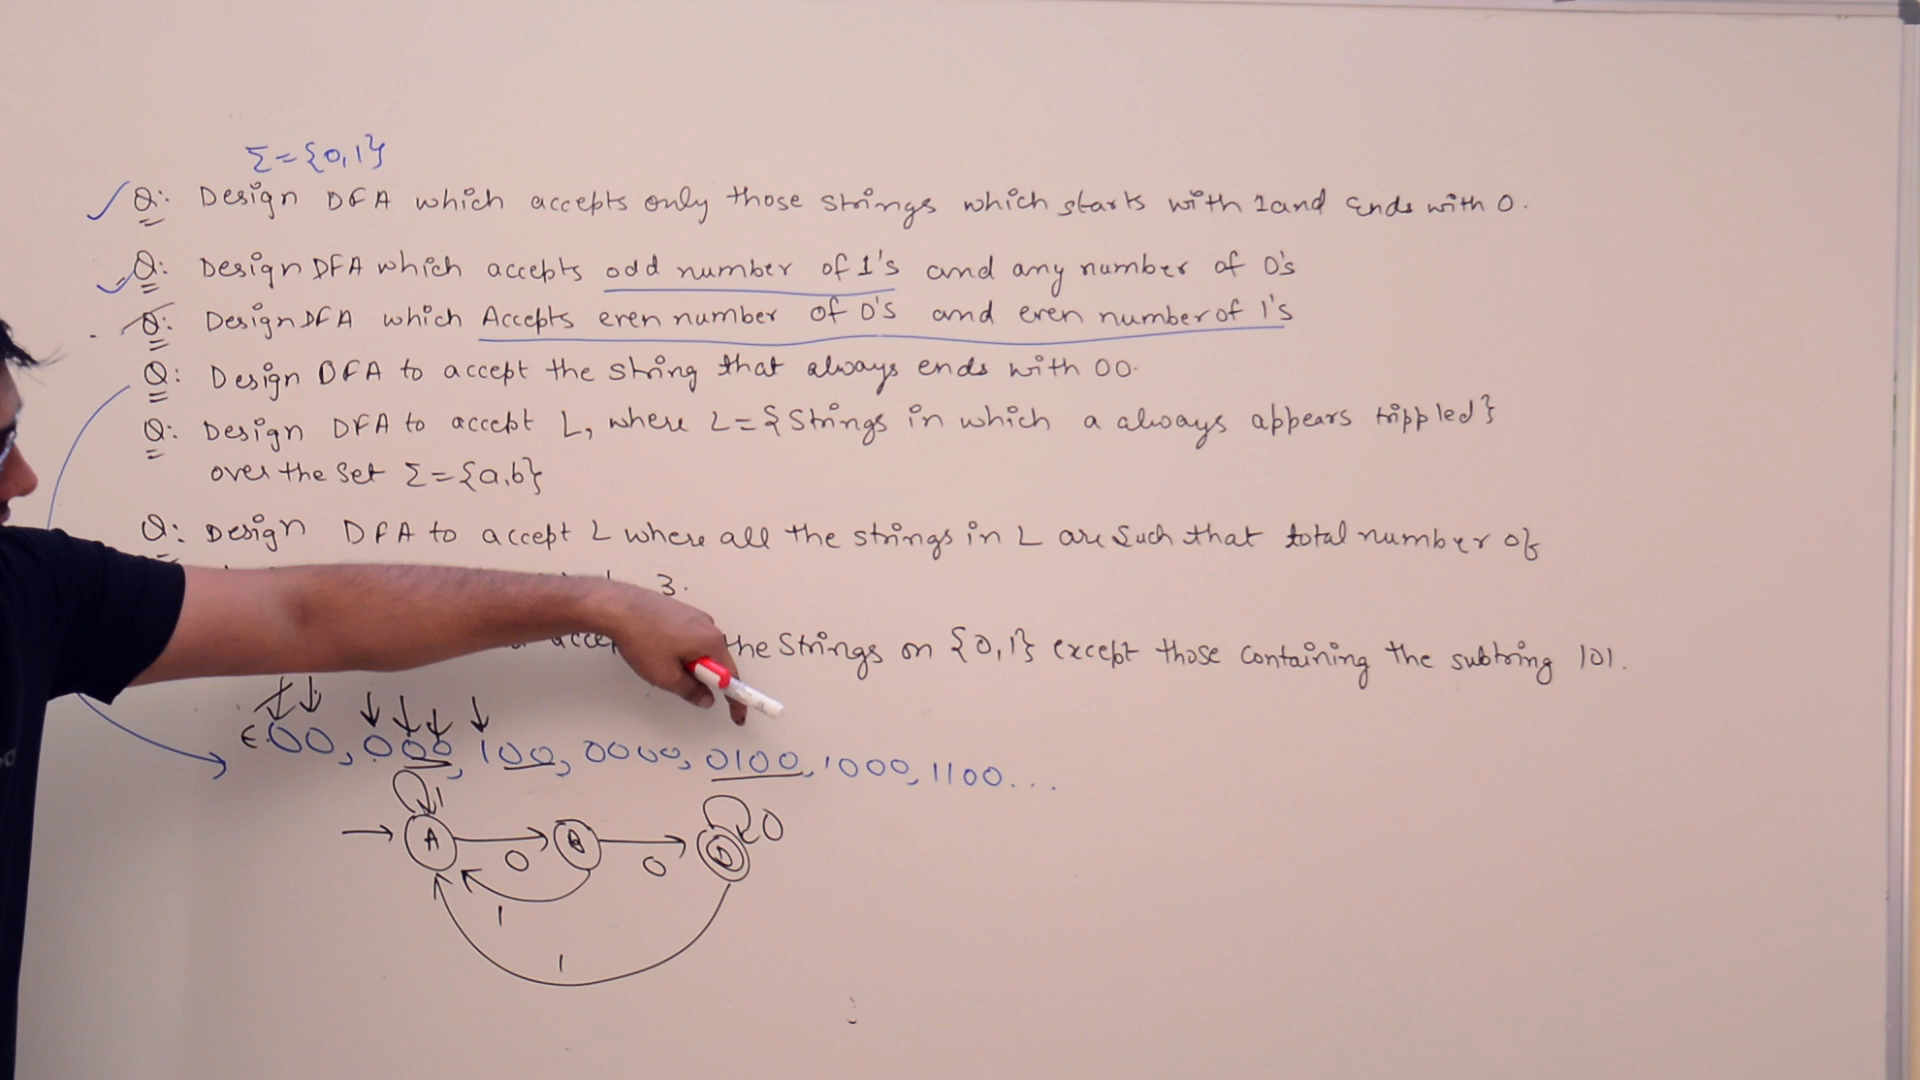 Σ={0,1}
Q: Design DFA which accepts only those strings which starts with 1 and Ends with 0.
Q: Design DFA which accepts odd number of 1's and any number of 0's
Q: Design DFA which Accepts even number of 0's and even number of 1's
Q: Design DFA to accept the string that always ends with 00.
Q: Design DFA to accept L, where L={Strings in which a always appears trippled}
over the set Σ={a,b}
Q: Design DFA to accept L where all the strings in L are Such that total number of
3.
the Strings on {0,1} except those containing the substring 101.
ε 00, 000, 100, 0000, 0100, 1000, 1100...
1
A 0 B 0 D 0
1
1